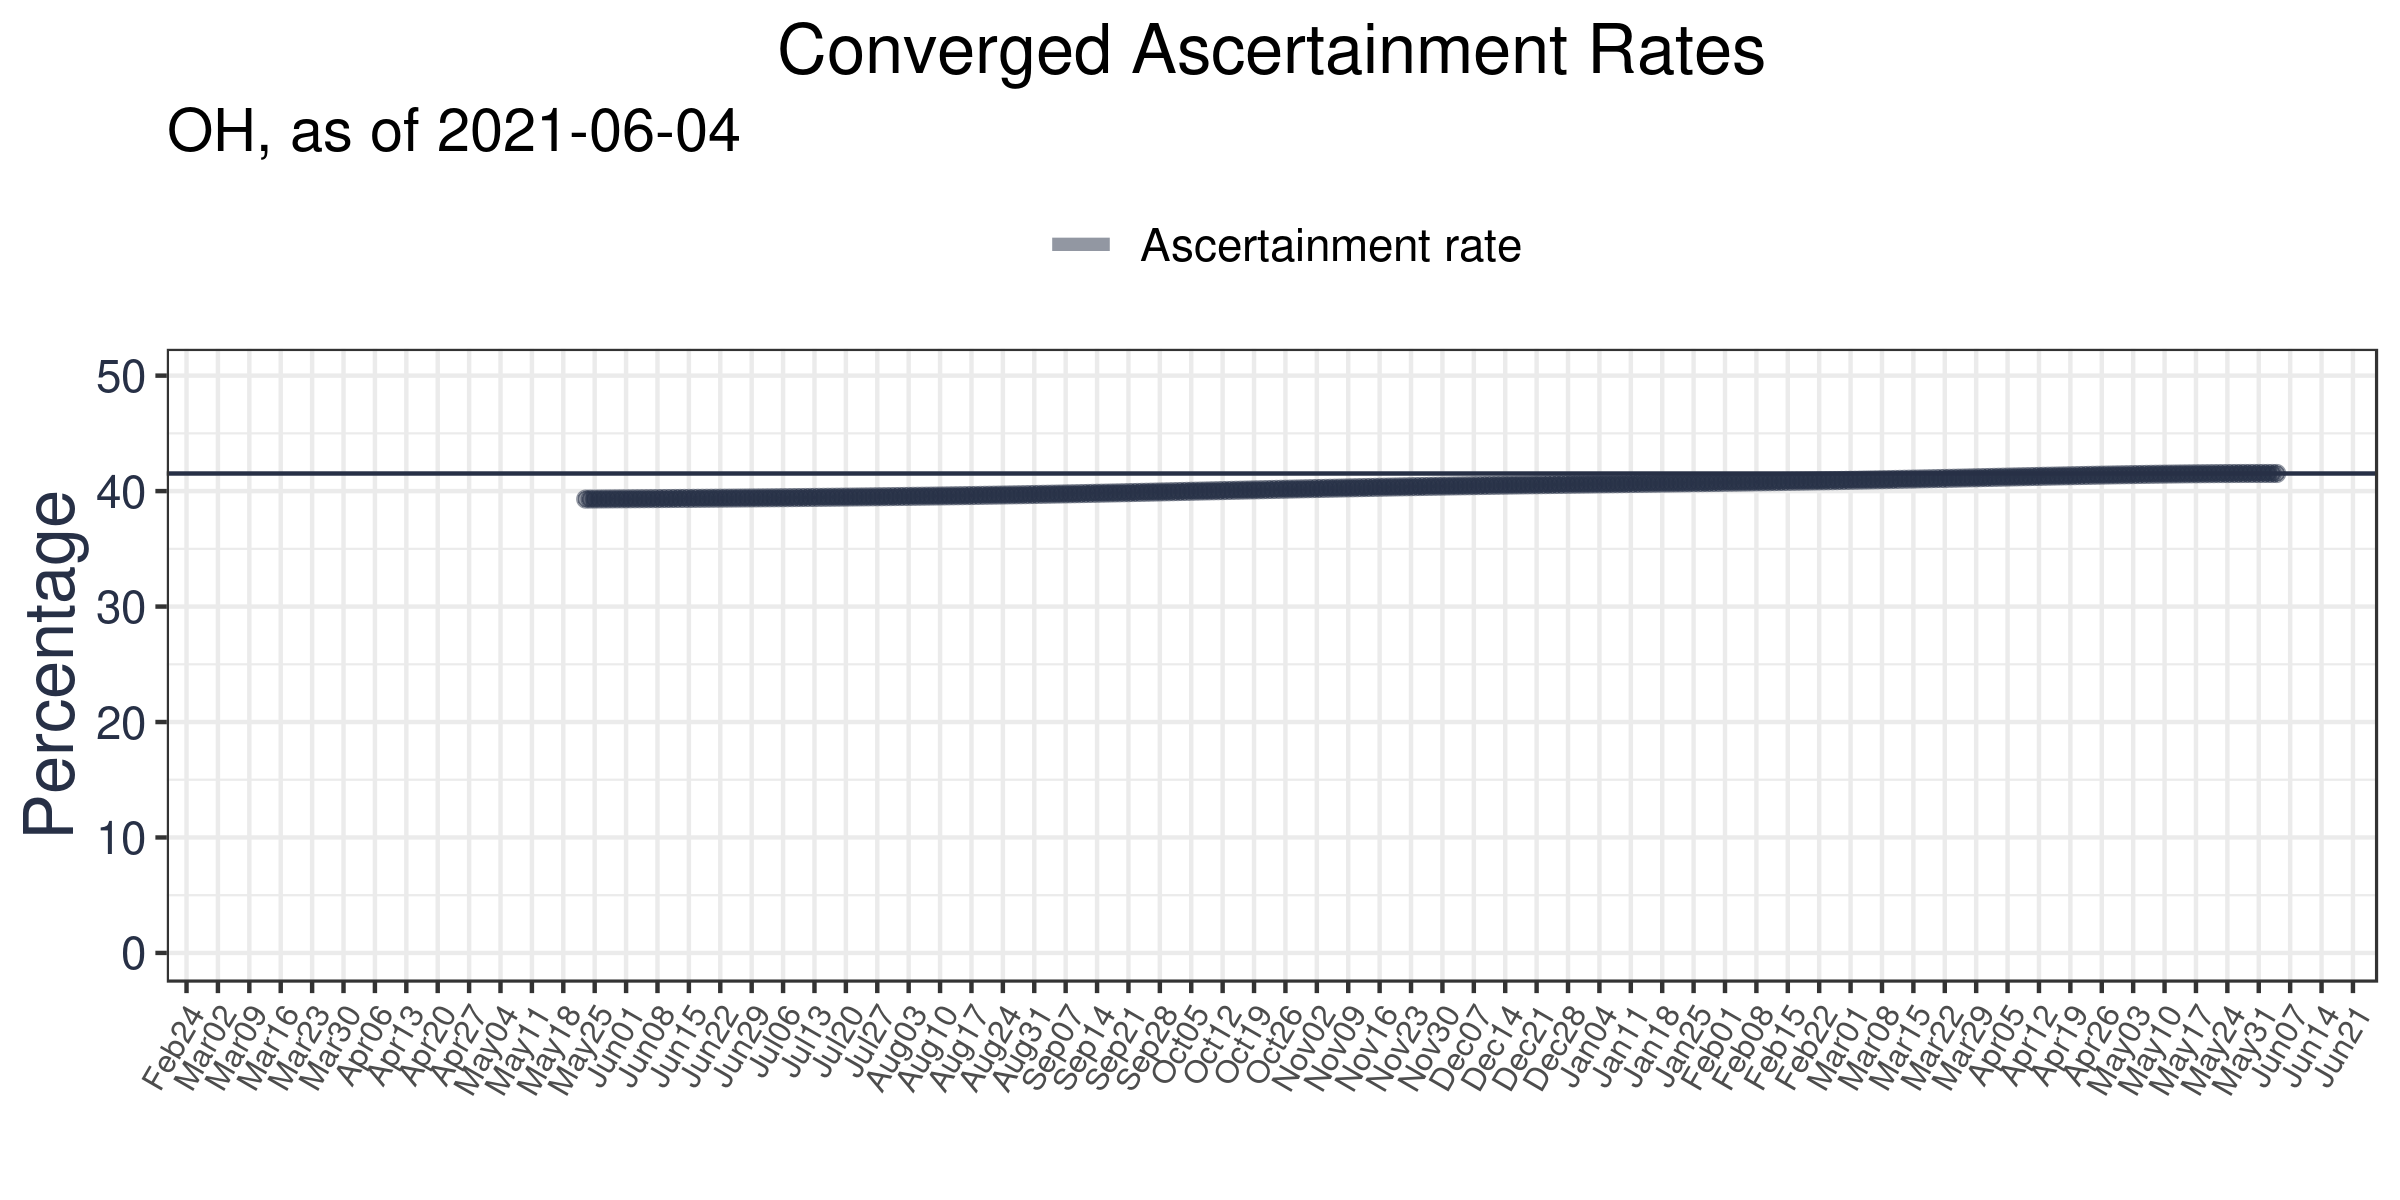 Converged Ascertainment Rates
OH, as of 2021-06-04
Ascertainment rate
Percentage
50
40
30
20
10
0
Feb24
Mar02
Mar09
Mar16
Mar23
Mar30
Apr06
Apr13
Apr20
Apr27
May04
May11
May18
May25
Jun01
Jun08
Jun15
Jun22
Jun29
Jul06
Jul13
Jul20
Jul27
Aug03
Aug10
Aug17
Aug24
Aug31
Sep07
Sep14
Sep21
Sep28
Oct05
Oct12
Oct19
Oct26
Nov02
Nov09
Nov16
Nov23
Nov30
Dec07
Dec14
Dec21
Dec28
Jan04
Jan11
Jan18
Jan25
Feb01
Feb08
Feb15
Feb22
Mar01
Mar08
Mar15
Mar22
Mar29
Apr05
Apr12
Apr19
Apr26
May03
May10
May17
May24
May31
Jun07
Jun14
Jun21